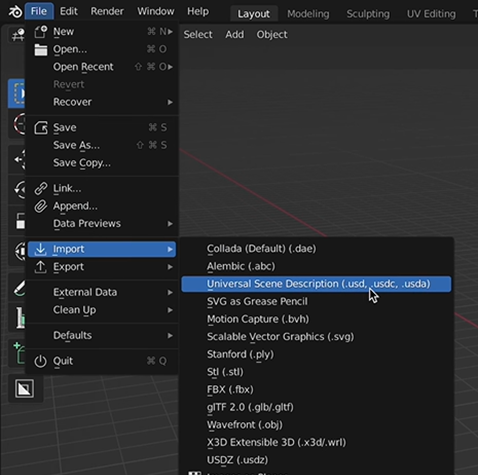 File Edit Render Window Help Layout Modeling Sculpting UV Editing
New ⌘ N
Select Add Object
Open... ⌘ O
Open Recent ⇧ ⌘ O
Revert
Recover
Save ⌘ S
Save As... ⇧ ⌘ S
Save Copy...
Link...
Append...
Data Previews
Import
Export
External Data
Clean Up
Defaults
Quit ⌘ Q
Collada (Default) (.dae)
Alembic (.abc)
Universal Scene Description (.usd, .usdc, .usda)
SVG as Grease Pencil
Motion Capture (.bvh)
Scalable Vector Graphics (.svg)
Stanford (.ply)
Stl (.stl)
FBX (.fbx)
glTF 2.0 (.glb/.gltf)
Wavefront (.obj)
X3D Extensible 3D (.x3d/.wrl)
USDZ (.usdz)